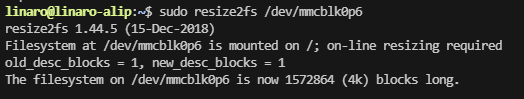 linaro@linaro-alip:~$ sudo resize2fs /dev/mmcblk0p6
resize2fs 1.44.5 (15-Dec-2018)
Filesystem at /dev/mmcblk0p6 is mounted on /; on-line resizing required
old_desc_blocks = 1, new_desc_blocks = 1
The filesystem on /dev/mmcblk0p6 is now 1572864 (4k) blocks long.